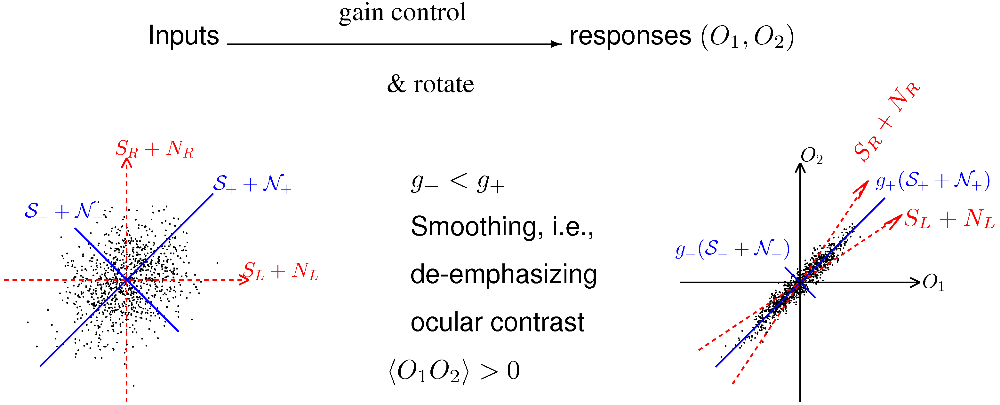 gain control
Inputs
responses (O₁, O₂)
& rotate
S_R + N_R
𝒮₊ + 𝒩₊
𝒮₋ + 𝒩₋
S_L + N_L
g₋ < g₊
Smoothing, i.e.,
de-emphasizing
ocular contrast
⟨O₁O₂⟩ > 0
S_R + N_R
O₂
g₊(𝒮₊ + 𝒩₊)
S_L + N_L
g₋(𝒮₋ + 𝒩₋)
O₁